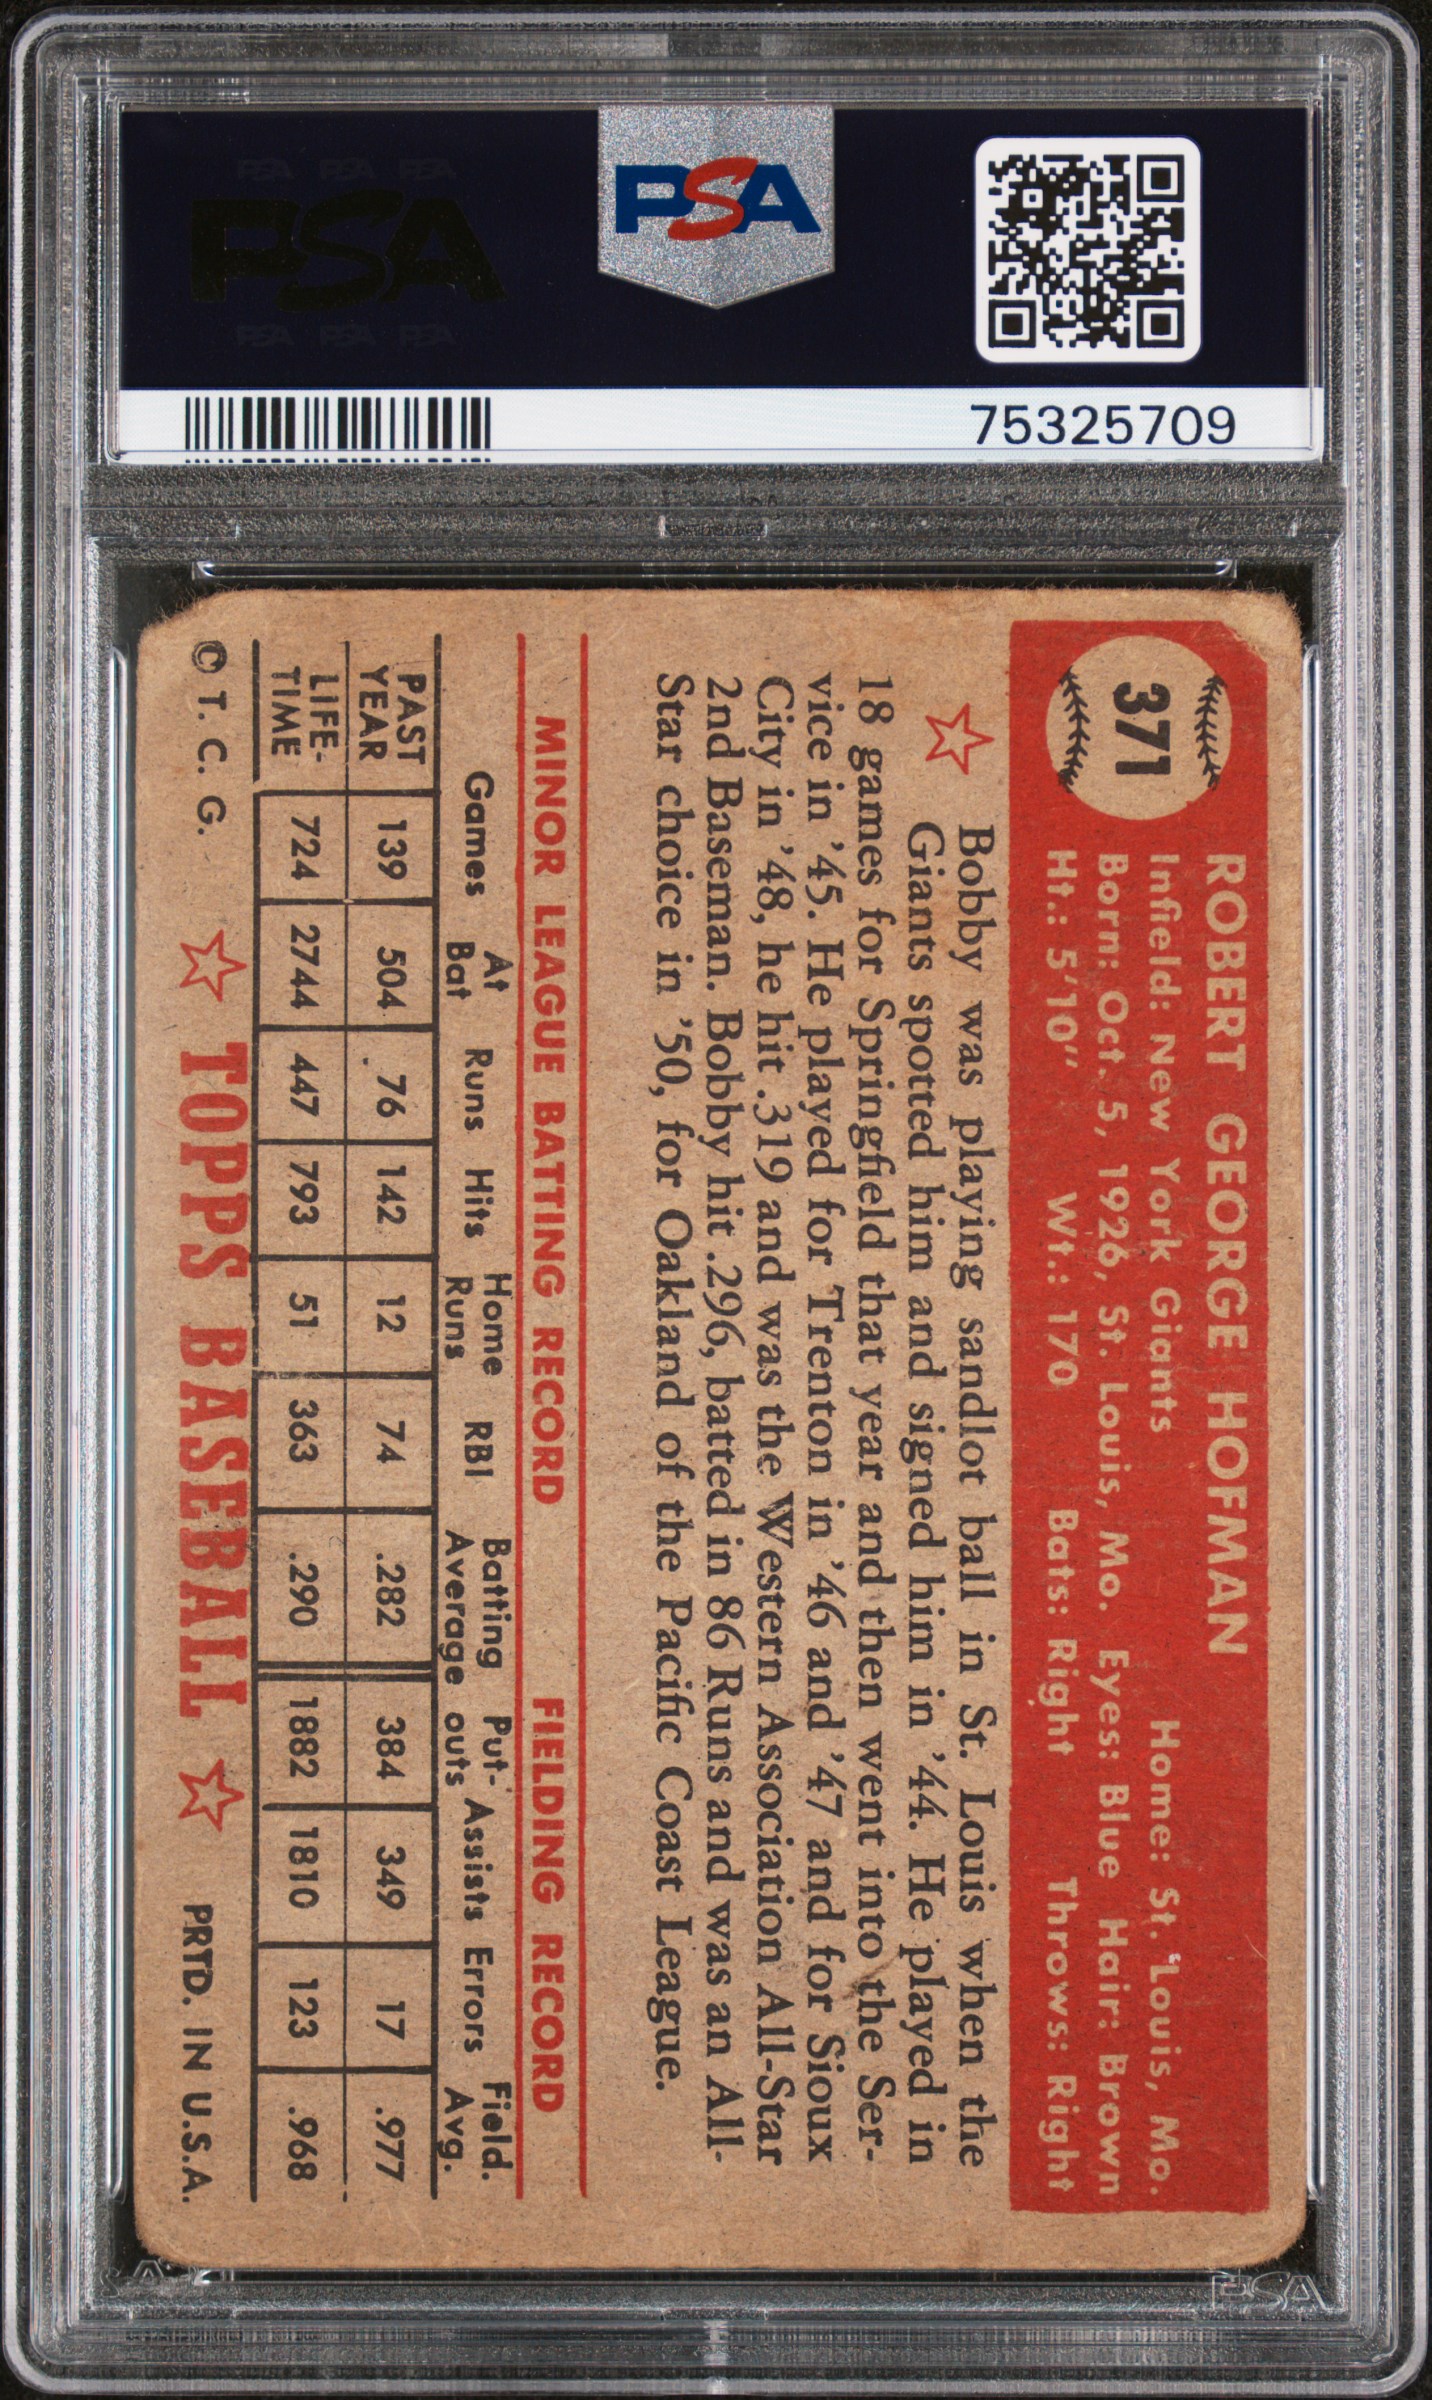 PSA PSA PSA
PSA
PSA PSA PSA
PSA
75325709
371
ROBERT GEORGE HOFMAN
Infield: New York Giants Home: St. Louis, Mo.
Born: Oct. 5, 1926, St. Louis, Mo. Eyes: Blue Hair: Brown
Ht.: 5'10" Wt.: 170 Bats: Right Throws: Right
Bobby was playing sandlot ball in St. Louis when the
Giants spotted him and signed him in '44. He played in
18 games for Springfield that year and then went into the Ser-
vice in '45. He played for Trenton in '46 and '47 and for Sioux
City in '48, he hit .319 and was the Western Association All-Star
2nd Baseman. Bobby hit .296, batted in 86 Runs and was an All-
Star choice in '50, for Oakland of the Pacific Coast League.
MINOR LEAGUE BATTING RECORD FIELDING RECORD
Games At Bat Runs Hits Home Runs RBI Batting Average Put-outs Assists Errors Field. Avg.
PAST YEAR 139 504 76 142 12 74 .282 384 349 17 .977
LIFE-TIME 724 2744 447 793 51 363 .290 1882 1810 123 .968
© T. C. G. TOPPS BASEBALL PRTD. IN U.S.A.
PSA